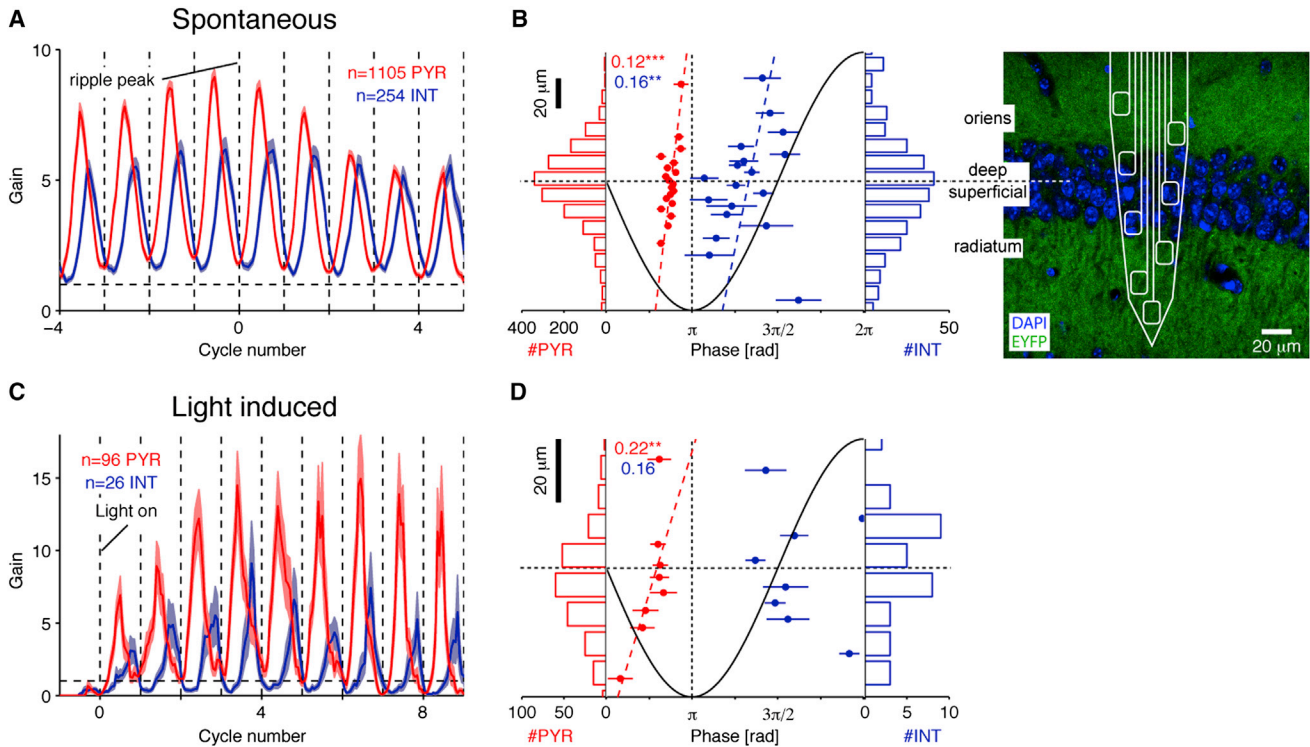 A
Spontaneous
10
5
0
Gain
ripple peak
n=1105 PYR
n=254 INT
−4
0
4
Cycle number
B
20 μm
0.12***
0.16**
400
200
0
π
3π/2
2π
50
#PYR
Phase [rad]
#INT
oriens
deep
superficial
radiatum
DAPI
EYFP
20 μm
C
Light induced
15
10
5
0
Gain
n=96 PYR
n=26 INT
Light on
0
4
8
Cycle number
D
20 μm
0.22**
0.16
100
50
0
π
3π/2
0
5
10
#PYR
Phase [rad]
#INT